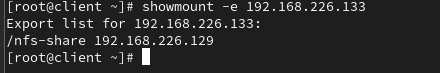 [root@client ~]# showmount -e 192.168.226.133
Export list for 192.168.226.133:
/nfs-share 192.168.226.129
[root@client ~]#